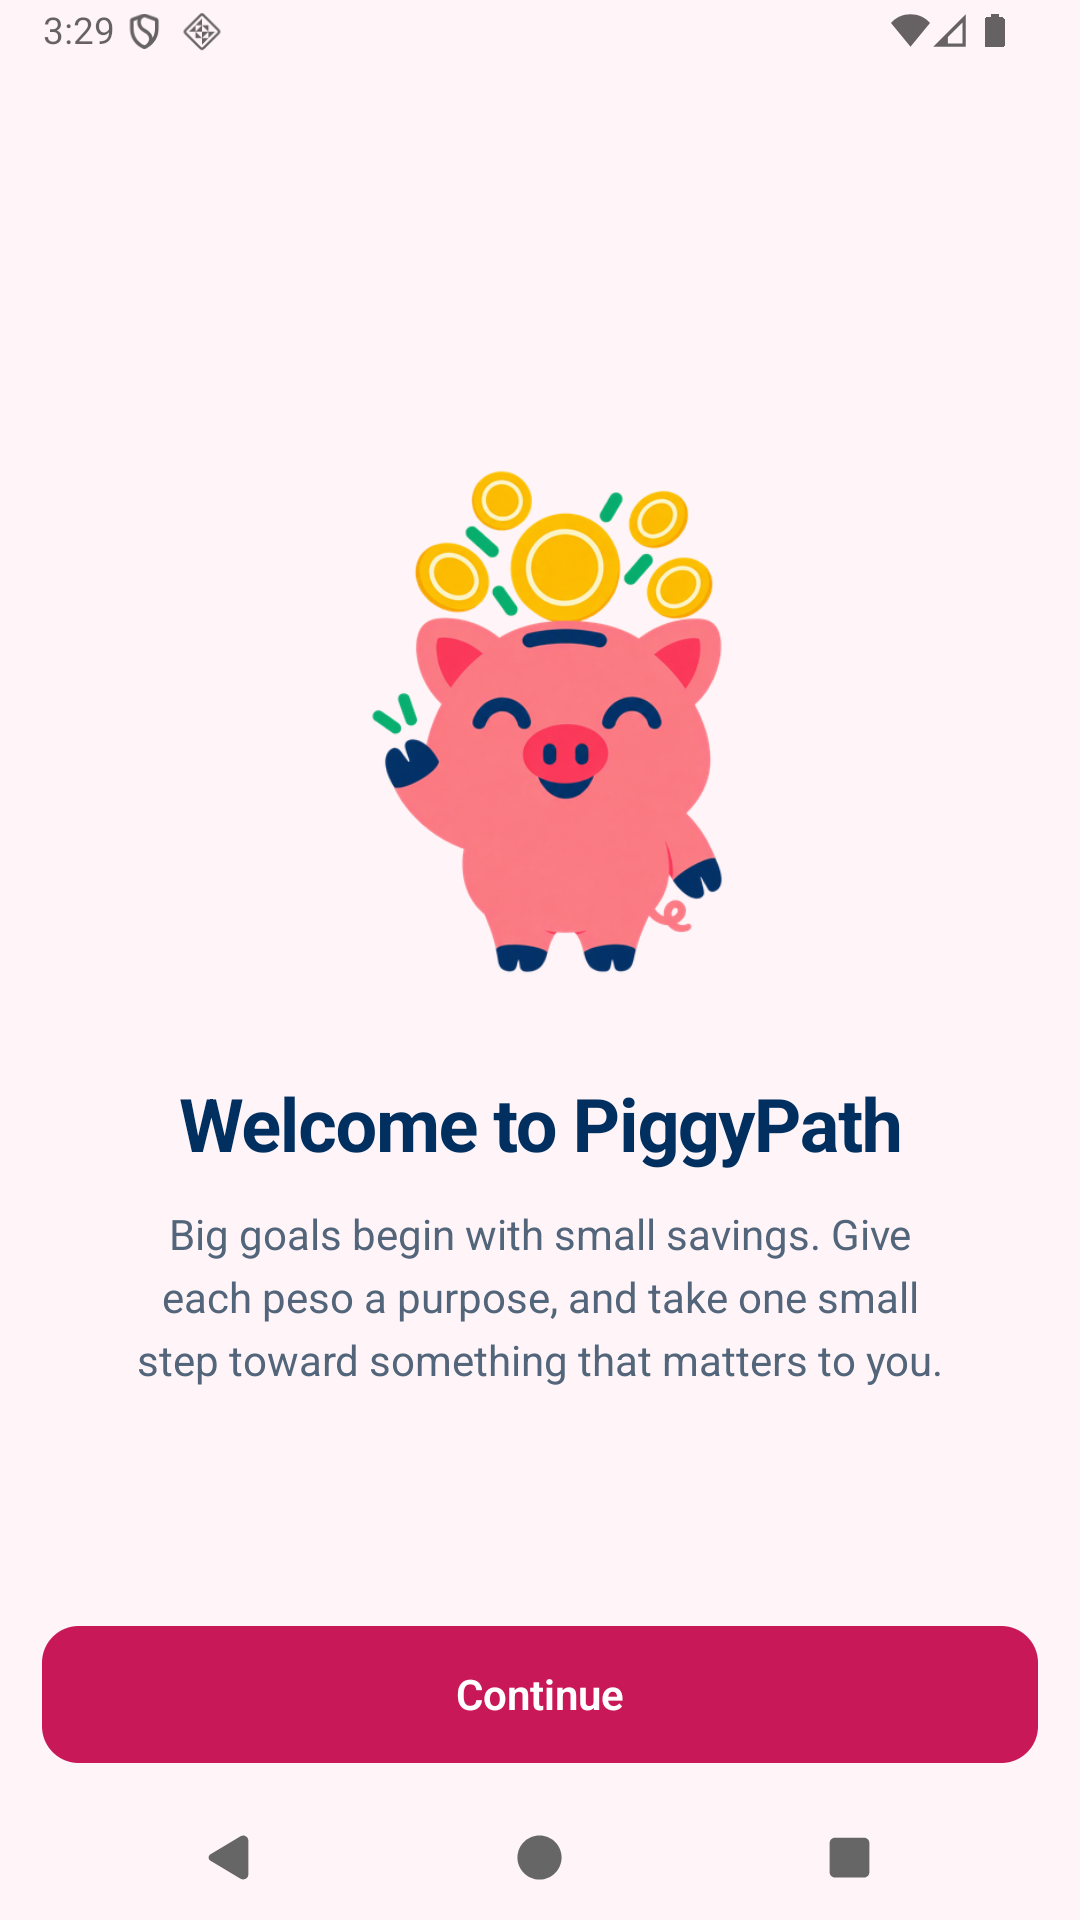 3:29
Welcome to PiggyPath
Big goals begin with small savings. Give
each peso a purpose, and take one small
step toward something that matters to you.
Continue